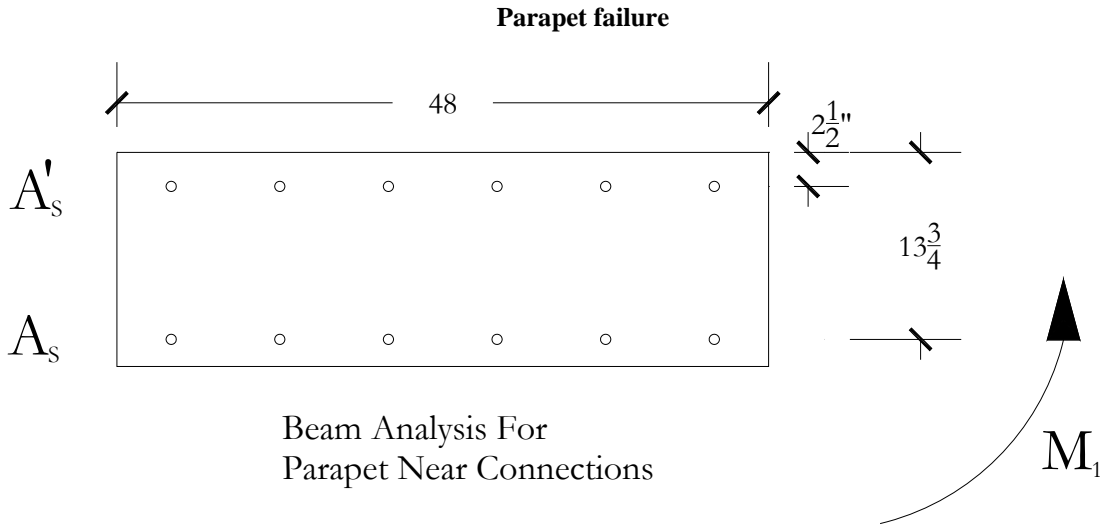 Parapet failure
48
2 1/2"
A's
13 3/4
As
Beam Analysis For
Parapet Near Connections
M1